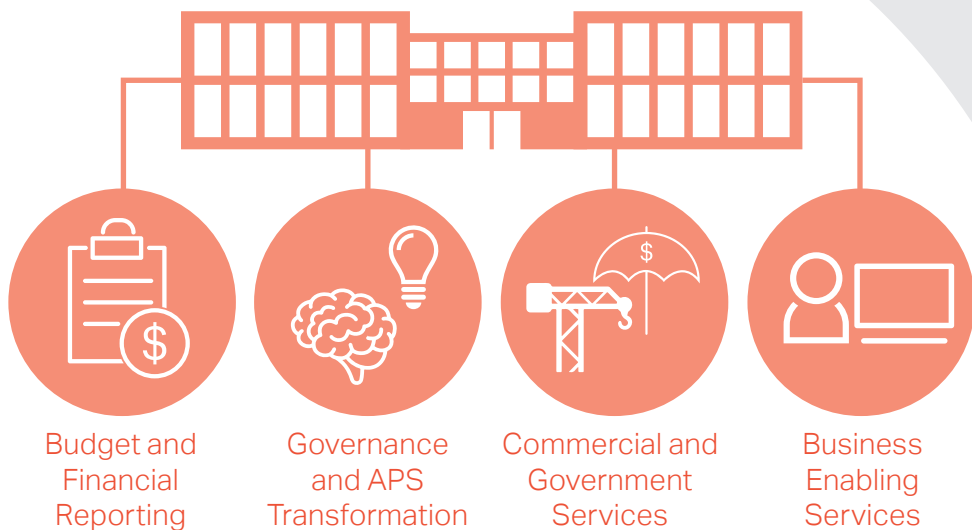 $
$
Budget and
Financial
Reporting
Governance
and APS
Transformation
Commercial and
Government
Services
Business
Enabling
Services